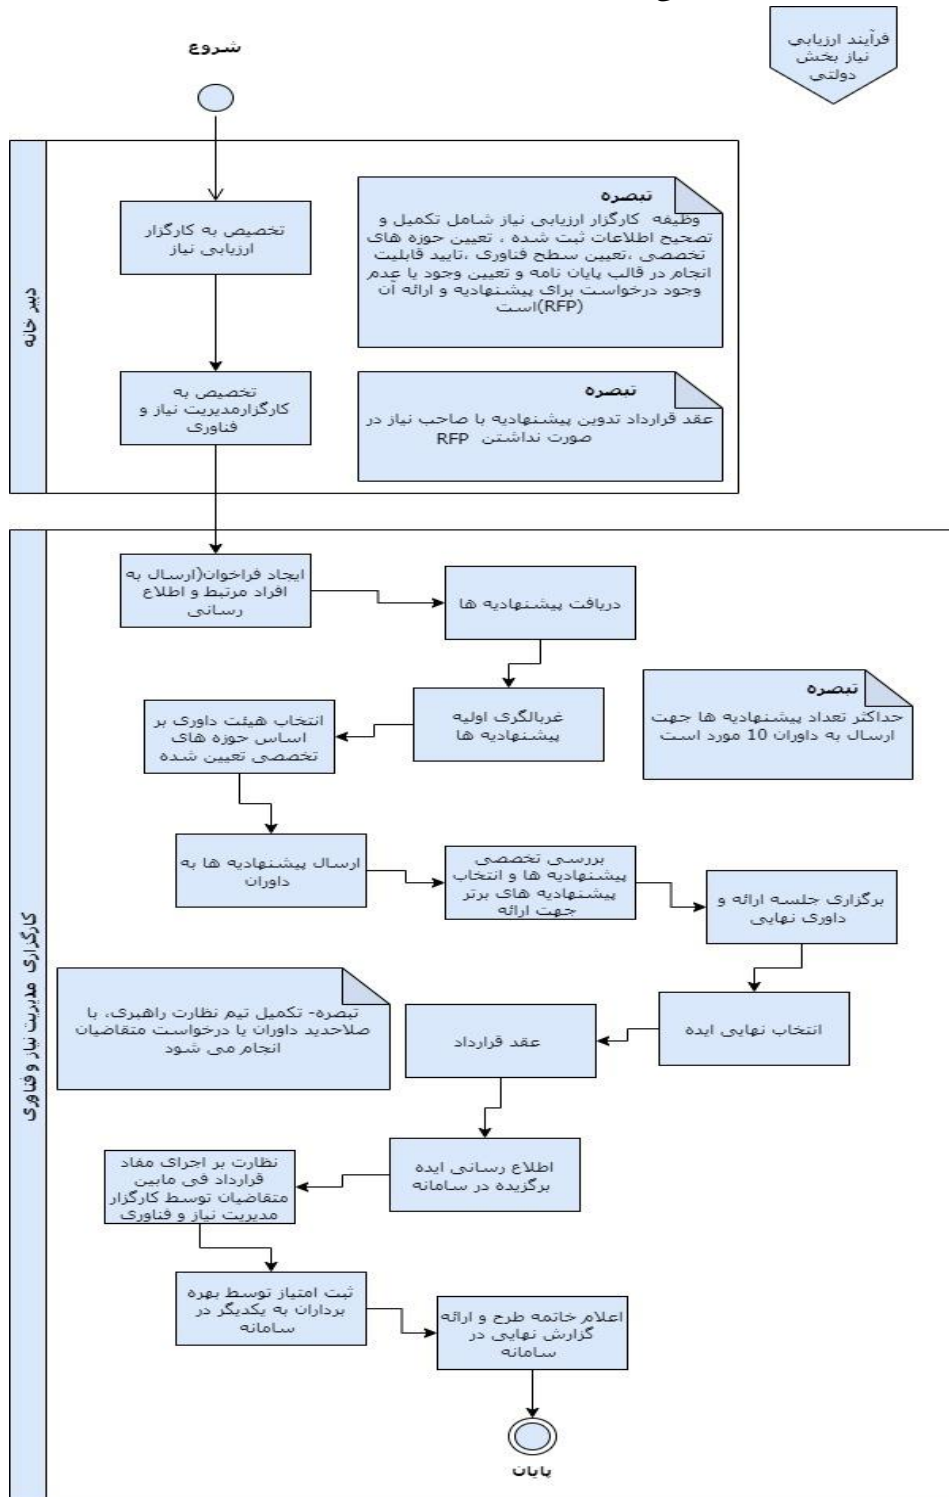 شروع
فرآیند ارزیابی
نیاز بخش
دولتی
دبیر خانه
تخصیص به کارگزار
ارزیابی نیاز
تبصره
وظیفه کارگزار ارزیابی نیاز شامل تکمیل و
تصحیح اطلاعات ثبت شده ، تعیین حوزه های
تخصصی ،تعیین سطح فناوری ،تایید قابلیت
انجام در قالب پایان نامه و تعیین وجود یا عدم
وجود درخواست برای پیشنهادیه و ارائه آن
(RFP)است
تخصیص به
کارگزارمدیریت نیاز و
فناوری
تبصره
عقد قرارداد تدوین پیشنهادیه با صاحب نیاز در
صورت نداشتن RFP
کارگزاری مدیریت نیاز و فناوری
ایجاد فراخوان(ارسال به
افراد مرتبط و اطلاع
رسانی
دریافت پیشنهادیه ها
غربالگری اولیه
پیشنهادیه ها
تبصره
حداکثر تعداد پیشنهادیه ها جهت
ارسال به داوران 10 مورد است
انتخاب هیئت داوری بر
اساس حوزه های
تخصصی تعیین شده
ارسال پیشنهادیه ها به
داوران
بررسی تخصصی
پیشنهادیه ها و انتخاب
پیشنهادیه های برتر
جهت ارائه
برگزاری جلسه ارائه و
داوری نهایی
انتخاب نهایی ایده
عقد قرارداد
تبصره- تکمیل تیم نظارت راهبری، با
صلاحدید داوران یا درخواست متقاضیان
انجام می شود
اطلاع رسانی ایده
برگزیده در سامانه
نظارت بر اجرای مفاد
قرارداد فی مابین
متقاضیان توسط کارگزار
مدیریت نیاز و فناوری
ثبت امتیاز توسط بهره
برداران به یکدیگر در
سامانه
اعلام خاتمه طرح و ارائه
گزارش نهایی در
سامانه
پایان